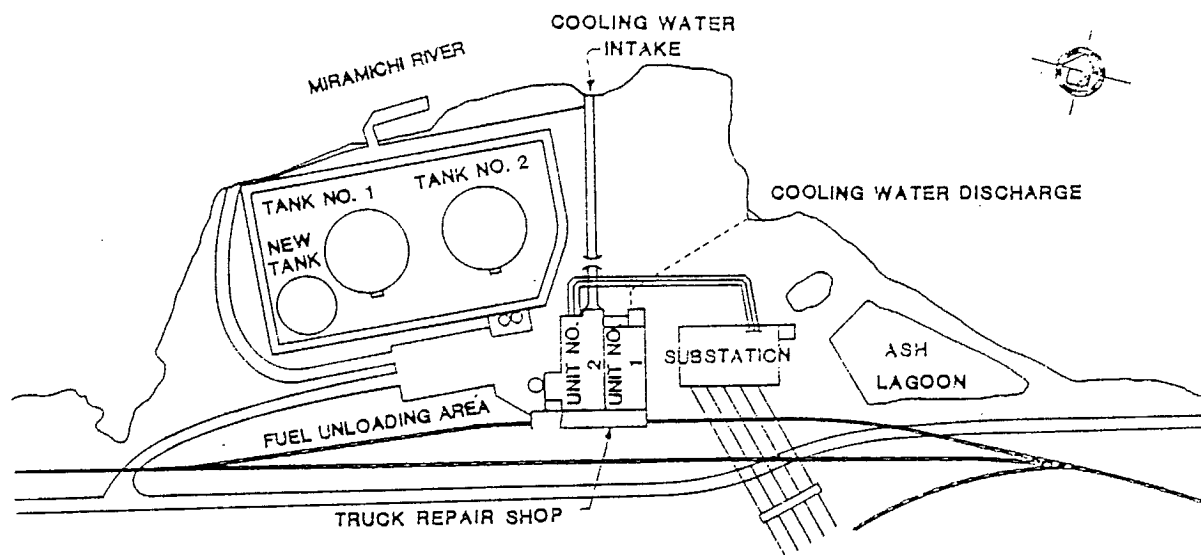 COOLING WATER
INTAKE
MIRAMICHI RIVER
TANK NO. 1
TANK NO. 2
NEW
TANK
COOLING WATER DISCHARGE
UNIT NO.
2
UNIT NO.
1
SUBSTATION
ASH
LAGOON
FUEL UNLOADING AREA
TRUCK REPAIR SHOP